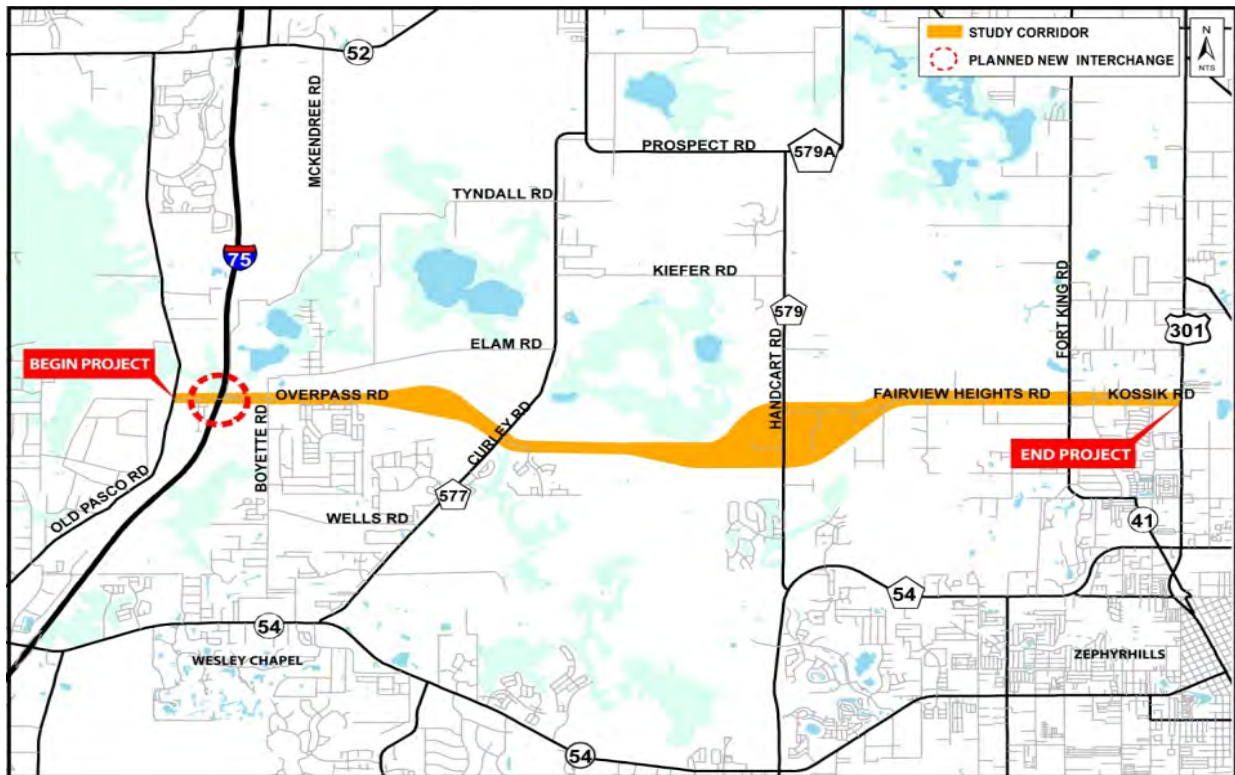 STUDY CORRIDOR
PLANNED NEW INTERCHANGE
N
NTS
52
MCKENDREE RD
PROSPECT RD
579A
TYNDALL RD
75
KIEFER RD
FORT KING RD
579
301
HANDCART RD
ELAM RD
BEGIN PROJECT
OVERPASS RD
FAIRVIEW HEIGHTS RD
KOSSIK RD
BOYETTE RD
CURLEY RD
END PROJECT
OLD PASCO RD
577
WELLS RD
41
54
54
WESLEY CHAPEL
ZEPHYRHILLS
54